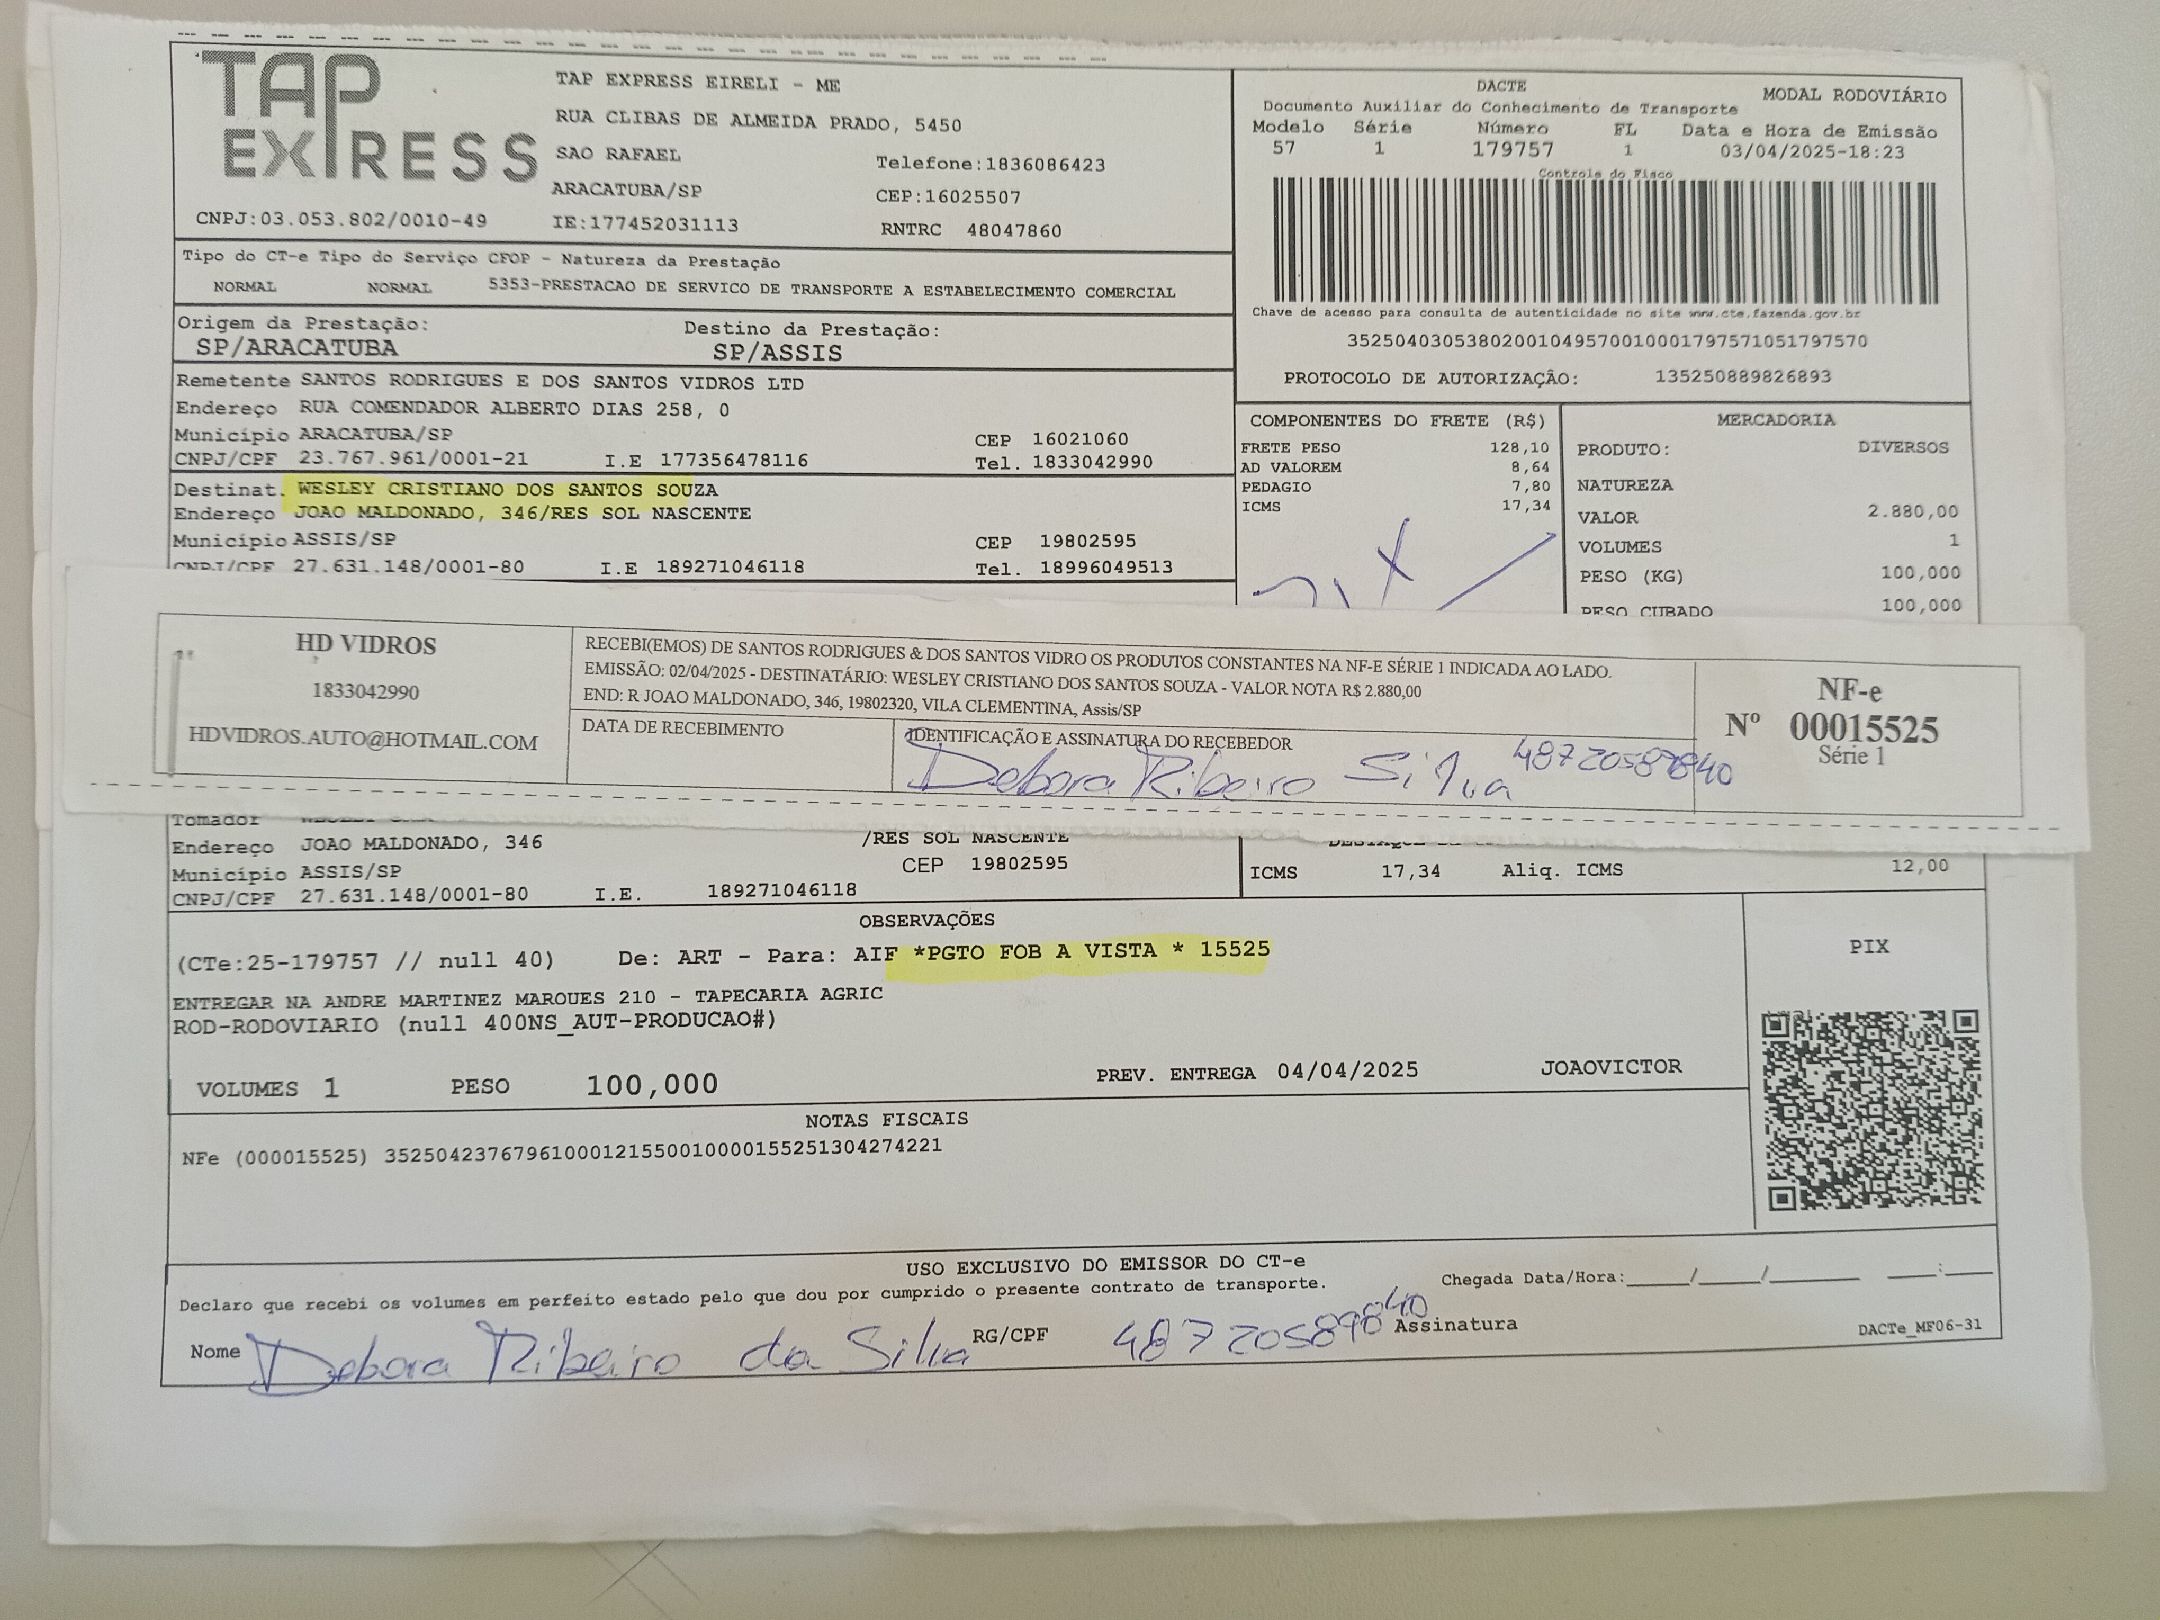 TAP EXPRESS
TAP EXPRESS EIRELI - ME
RUA CLIBAS DE ALMEIDA PRADO, 5450
SAO RAFAEL
Telefone:1836086423
ARACATUBA/SP
CEP:16025507
CNPJ:03.053.802/0010-49 IE:177452031113 RNTRC 48047860
DACTE MODAL RODOVIÁRIO
Documento Auxiliar do Conhecimento de Transporte
Modelo Série Número FL Data e Hora de Emissão
57 1 179757 1 03/04/2025-18:23
Controle do Fisco
Chave de acesso para consulta de autenticidade no site www.cte.fazenda.gov.br
35250403053802001049570010001797571051797570
PROTOCOLO DE AUTORIZAÇÃO: 135250889826893
Tipo do CT-e Tipo do Serviço CFOP - Natureza da Prestação
NORMAL NORMAL 5353-PRESTACAO DE SERVICO DE TRANSPORTE A ESTABELECIMENTO COMERCIAL
Origem da Prestação: Destino da Prestação:
SP/ARACATUBA SP/ASSIS
Remetente SANTOS RODRIGUES E DOS SANTOS VIDROS LTD
Endereço RUA COMENDADOR ALBERTO DIAS 258, 0
Município ARACATUBA/SP CEP 16021060
CNPJ/CPF 23.767.961/0001-21 I.E 177356478116 Tel. 1833042990
Destinat. WESLEY CRISTIANO DOS SANTOS SOUZA
Endereço JOAO MALDONADO, 346/RES SOL NASCENTE
Município ASSIS/SP CEP 19802595
CNPJ/CPF 27.631.148/0001-80 I.E 189271046118 Tel. 18996049513
COMPONENTES DO FRETE (R$)
FRETE PESO 128,10
AD VALOREM 8,64
PEDAGIO 7,80
ICMS 17,34
MERCADORIA
PRODUTO: DIVERSOS
NATUREZA
VALOR 2.880,00
VOLUMES 1
PESO (KG) 100,000
PESO CUBADO 100,000
HD VIDROS
1833042990
HDVIDROS.AUTO@HOTMAIL.COM
RECEBI(EMOS) DE SANTOS RODRIGUES & DOS SANTOS VIDRO OS PRODUTOS CONSTANTES NA NF-E SÉRIE 1 INDICADA AO LADO.
EMISSÃO: 02/04/2025 - DESTINATÁRIO: WESLEY CRISTIANO DOS SANTOS SOUZA - VALOR NOTA R$ 2.880,00
END: R JOAO MALDONADO, 346, 19802320, VILA CLEMENTINA, Assis/SP
DATA DE RECEBIMENTO
IDENTIFICAÇÃO E ASSINATURA DO RECEBEDOR
Debora Ribeiro Silva
NF-e
Nº 00015525
Série 1
Tomador
Endereço JOAO MALDONADO, 346 /RES SOL NASCENTE
Município ASSIS/SP CEP 19802595
CNPJ/CPF 27.631.148/0001-80 I.E. 189271046118
ICMS 17,34 Aliq. ICMS 12,00
OBSERVAÇÕES
(CTe:25-179757 // null 40) De: ART - Para: AIF *PGTO FOB A VISTA * 15525
ENTREGAR NA ANDRE MARTINEZ MARQUES 210 - TAPECARIA AGRIC
ROD-RODOVIARIO (null 400NS_AUT-PRODUCAO#)
VOLUMES 1 PESO 100,000 PREV. ENTREGA 04/04/2025 JOAOVICTOR
PIX
NOTAS FISCAIS
NFe (000015525) 35250423767961000121550010000155251304274221
USO EXCLUSIVO DO EMISSOR DO CT-e
Declaro que recebi os volumes em perfeito estado pelo que dou por cumprido o presente contrato de transporte.
Chegada Data/Hora:_____/_____/_______ ____:____
Nome Debora Ribeiro da Silva RG/CPF Assinatura
DACTe_MF06-31